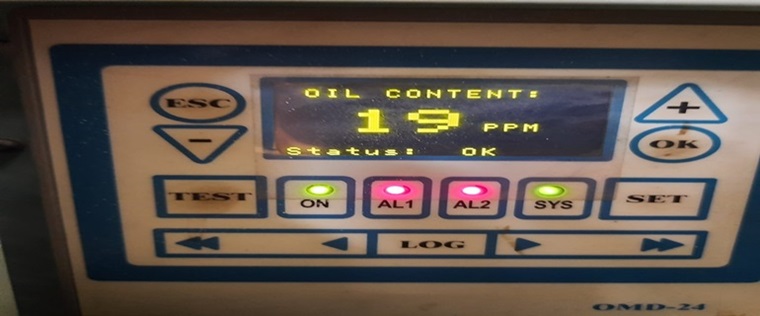 OIL CONTENT:
ESC
+
19 PPM
-
OK
Status: OK
TEST
ON
AL1
AL2
SYS
SET
LOG
OMD-24